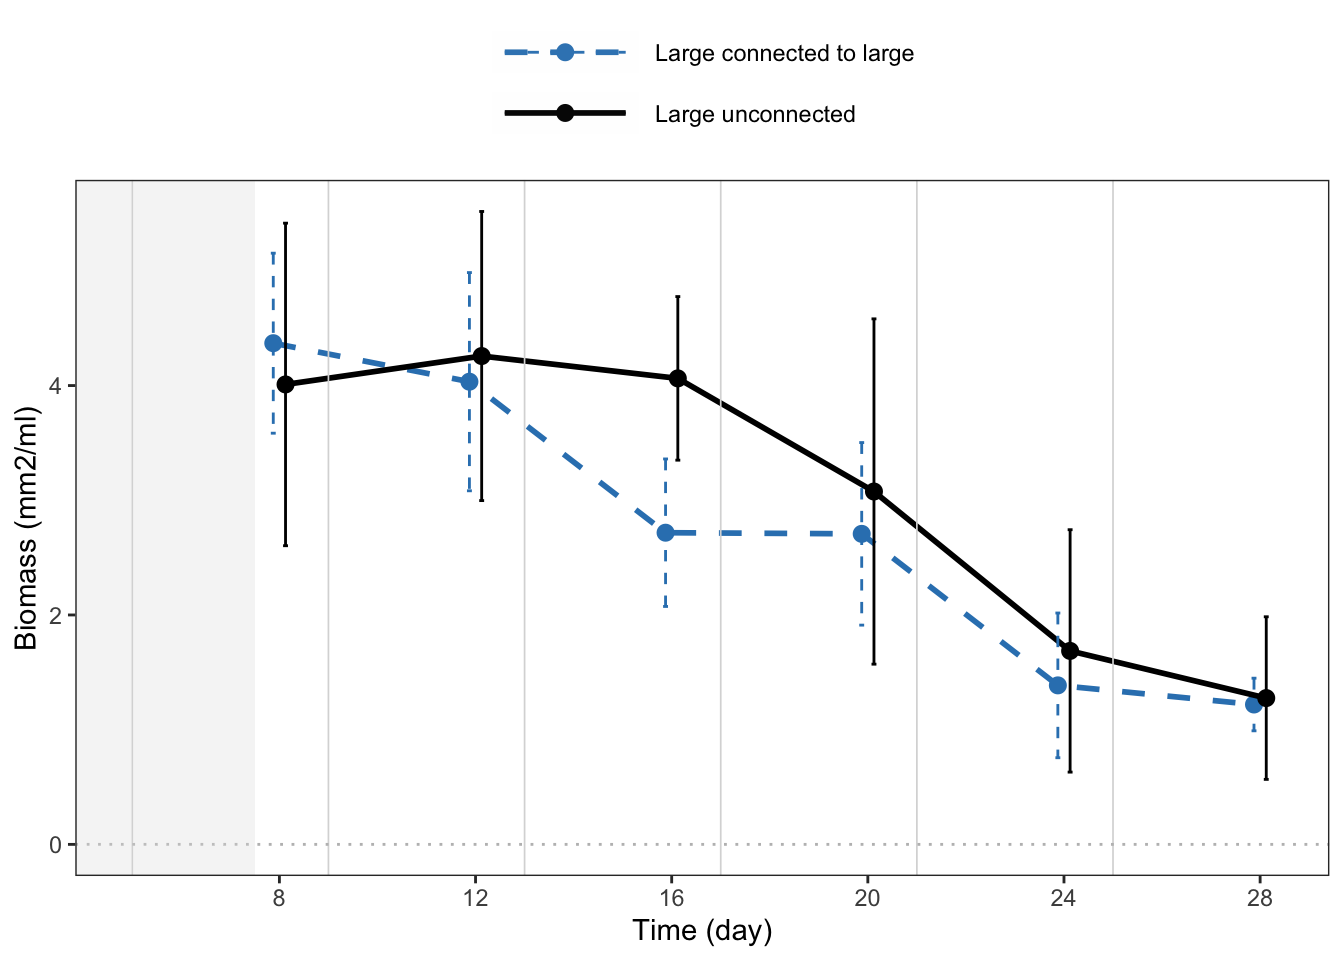 Large connected to large
Large unconnected
Biomass (mm2/ml)
4
2
0
8 12 16 20 24 28
Time (day)